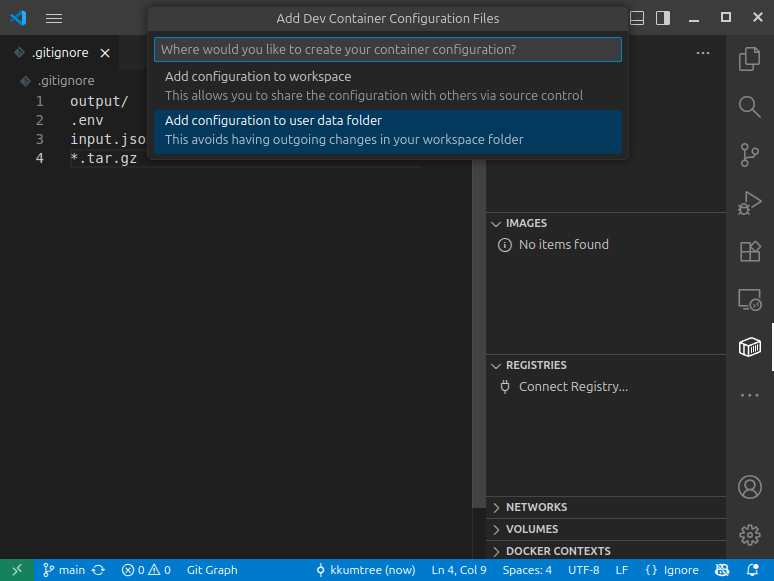 Add Dev Container Configuration Files
.gitignore
Where would you like to create your container configuration?
Add configuration to workspace
This allows you to share the configuration with others via source control
Add configuration to user data folder
This avoids having outgoing changes in your workspace folder
.gitignore
1 output/
2 .env
3 input.jso
4 *.tar.gz
IMAGES
No items found
REGISTRIES
Connect Registry...
NETWORKS
VOLUMES
DOCKER CONTEXTS
main 0 0 Git Graph kkumtree (now) Ln 4, Col 9 Spaces: 4 UTF-8 LF { } Ignore